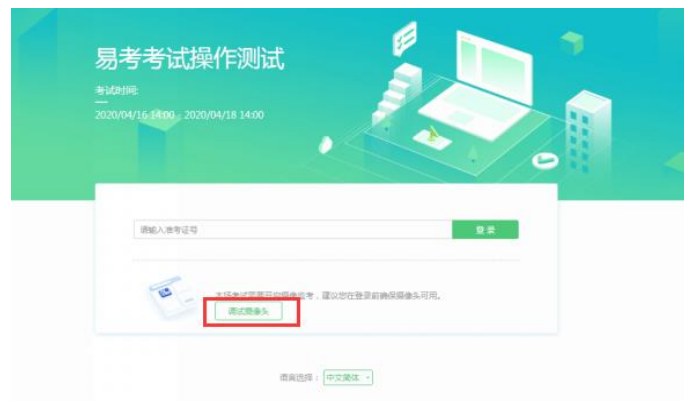 易考考试操作测试
考试时间:
2020/04/16 14:00 - 2020/04/18 14:00
请输入准考证号
登 录
本场考试需要开启摄像监考，建议您在登录前确保摄像头可用。
调试摄像头
语言选择： 中文简体